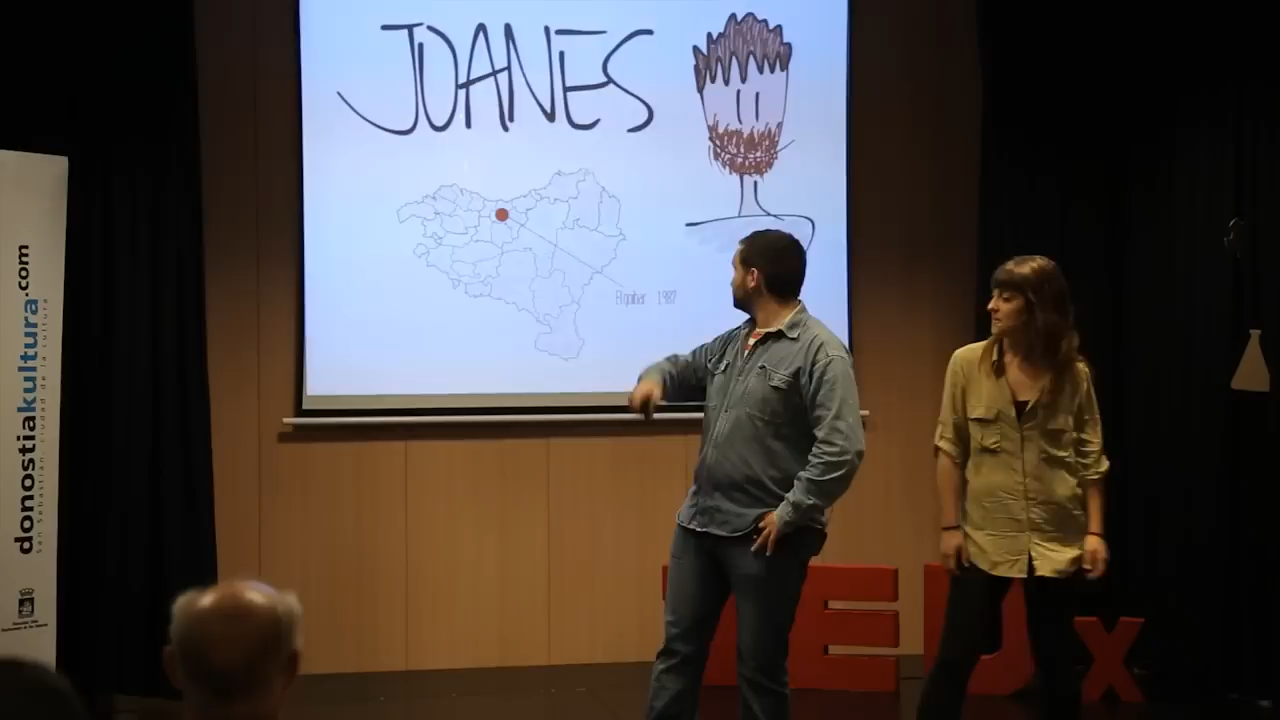 JOANES
Elgoibar 1987
donostiakultura.com
San Sebastián, ciudad de la cultura
TEDx